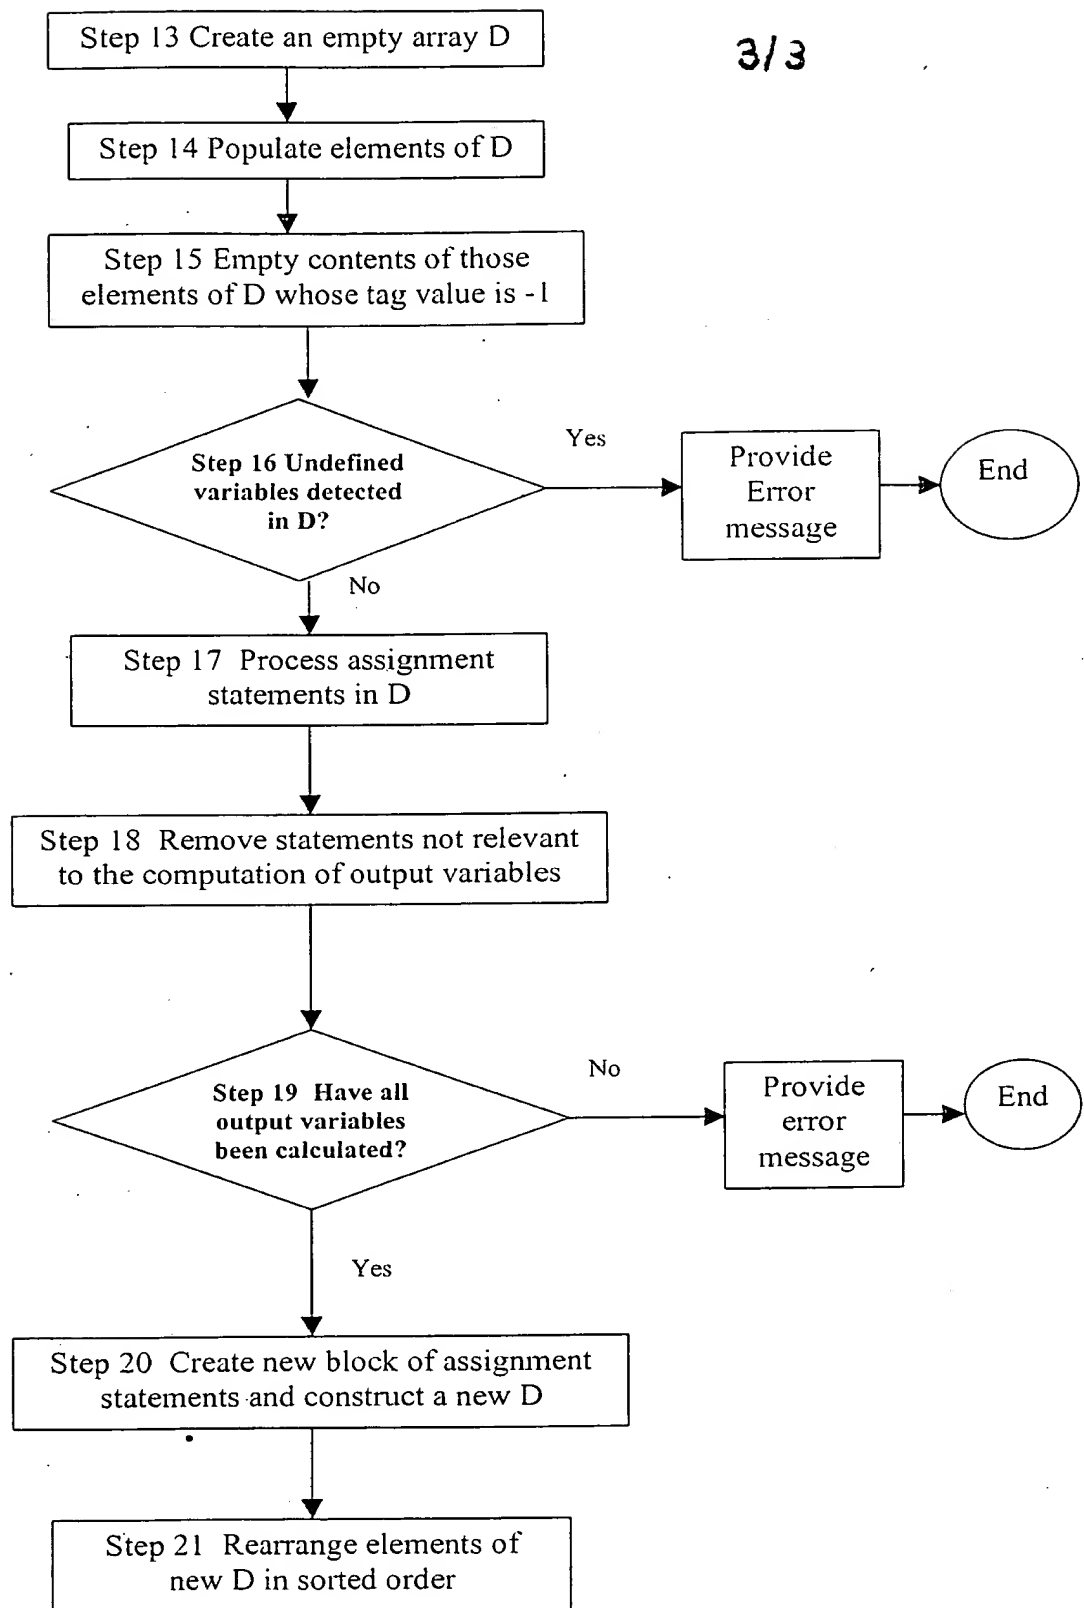 Step 13 Create an empty array D
3/3
Step 14 Populate elements of D
Step 15 Empty contents of those
elements of D whose tag value is -1
Step 16 Undefined
variables detected
in D?
Yes
Provide
Error
message
End
No
Step 17 Process assignment
statements in D
Step 18 Remove statements not relevant
to the computation of output variables
Step 19 Have all
output variables
been calculated?
No
Provide
error
message
End
Yes
Step 20 Create new block of assignment
statements and construct a new D
Step 21 Rearrange elements of
new D in sorted order